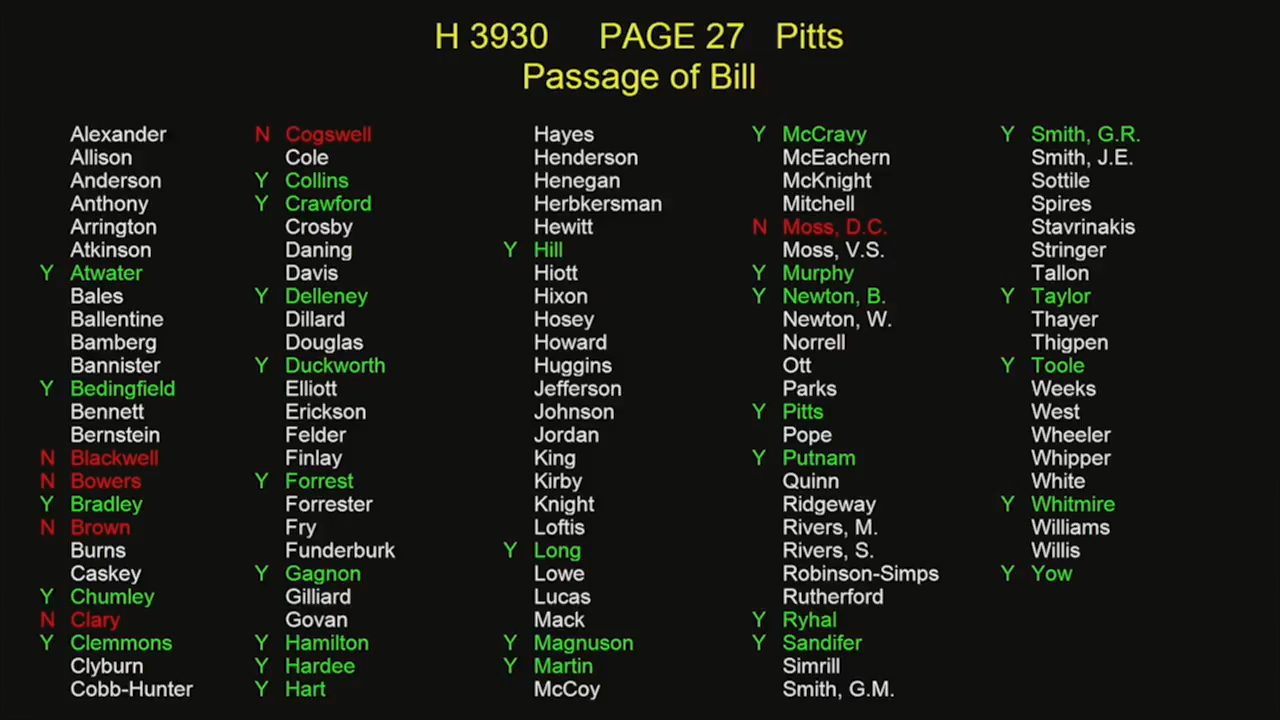 H 3930 PAGE 27 Pitts
Passage of Bill
Alexander
Allison
Anderson
Anthony
Arrington
Atkinson
Y Atwater
Bales
Ballentine
Bamberg
Bannister
Y Bedingfield
Bennett
Bernstein
N Blackwell
N Bowers
Y Bradley
N Brown
Burns
Caskey
Y Chumley
N Clary
Y Clemmons
Clyburn
Cobb-Hunter
N Cogswell
Cole
Y Collins
Y Crawford
Crosby
Daning
Davis
Y Delleney
Dillard
Douglas
Y Duckworth
Elliott
Erickson
Felder
Finlay
Y Forrest
Forrester
Fry
Funderburk
Y Gagnon
Gilliard
Govan
Y Hamilton
Y Hardee
Y Hart
Hayes
Henderson
Henegan
Herbkersman
Hewitt
Y Hill
Hiott
Hixon
Hosey
Howard
Huggins
Jefferson
Johnson
Jordan
King
Kirby
Knight
Loftis
Y Long
Lowe
Lucas
Mack
Y Magnuson
Y Martin
McCoy
Y McCravy
McEachern
McKnight
Mitchell
N Moss, D.C.
Moss, V.S.
Y Murphy
Y Newton, B.
Newton, W.
Norrell
Ott
Parks
Y Pitts
Pope
Y Putnam
Quinn
Ridgeway
Rivers, M.
Rivers, S.
Robinson-Simps
Rutherford
Y Ryhal
Y Sandifer
Simrill
Smith, G.M.
Y Smith, G.R.
Smith, J.E.
Sottile
Spires
Stavrinakis
Stringer
Tallon
Y Taylor
Thayer
Thigpen
Y Toole
Weeks
West
Wheeler
Whipper
White
Y Whitmire
Williams
Willis
Y Yow